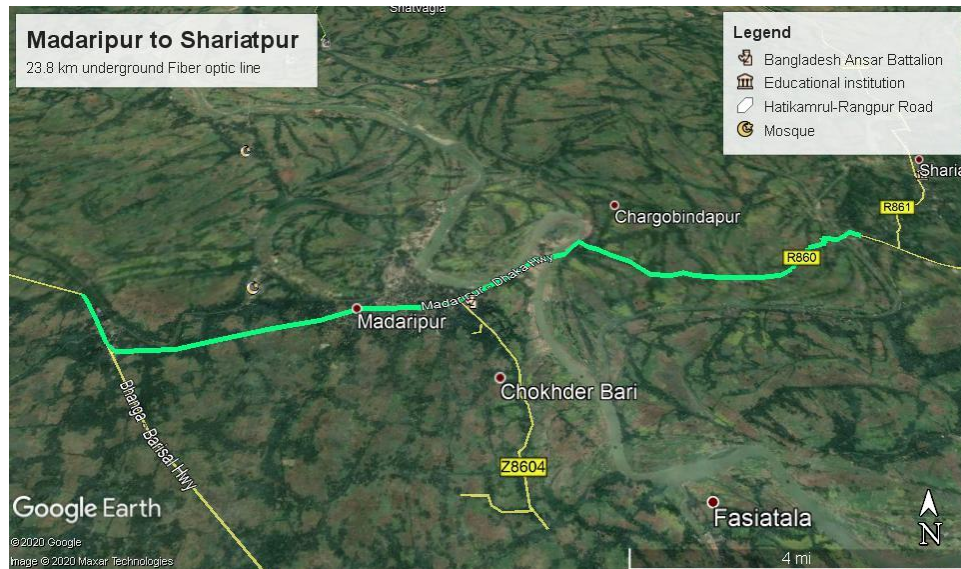 Shatvagla
Madaripur to Shariatpur
23.8 km underground Fiber optic line
Legend
Bangladesh Ansar Battalion
Educational institution
Hatikamrul-Rangpur Road
Mosque
Sharia
R861
Chargobindapur
R860
Madaripur - Dhaka Hwy
Madaripur
Chokhder Bari
Bhanga - Barisal Hwy
Z8604
Fasiatala
Google Earth
N
©2020 Google
Image © 2020 Maxar Technologies
4 mi